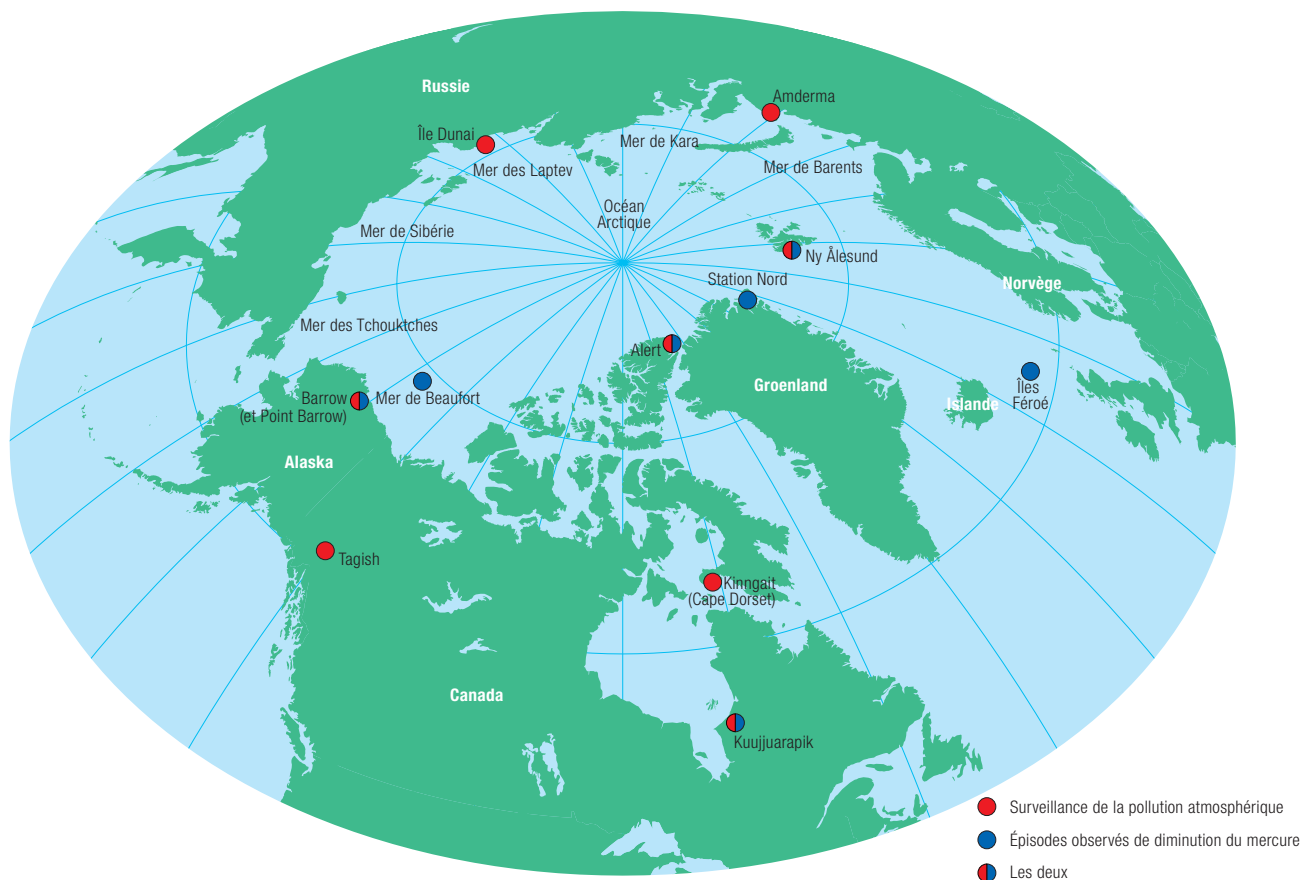 Russie
Amderma
Île Dunai
Mer de Kara
Mer des Laptev
Mer de Barents
Océan
Arctique
Mer de Sibérie
Ny Ålesund
Station Nord
Norvège
Mer des Tchouktches
Alert
Groenland
Barrow
(et Point Barrow)
Mer de Beaufort
Îles
Féroé
Islande
Alaska
Tagish
Kinngait
(Cape Dorset)
Canada
Kuujjuarapik
Surveillance de la pollution atmosphérique
Épisodes observés de diminution du mercure
Les deux